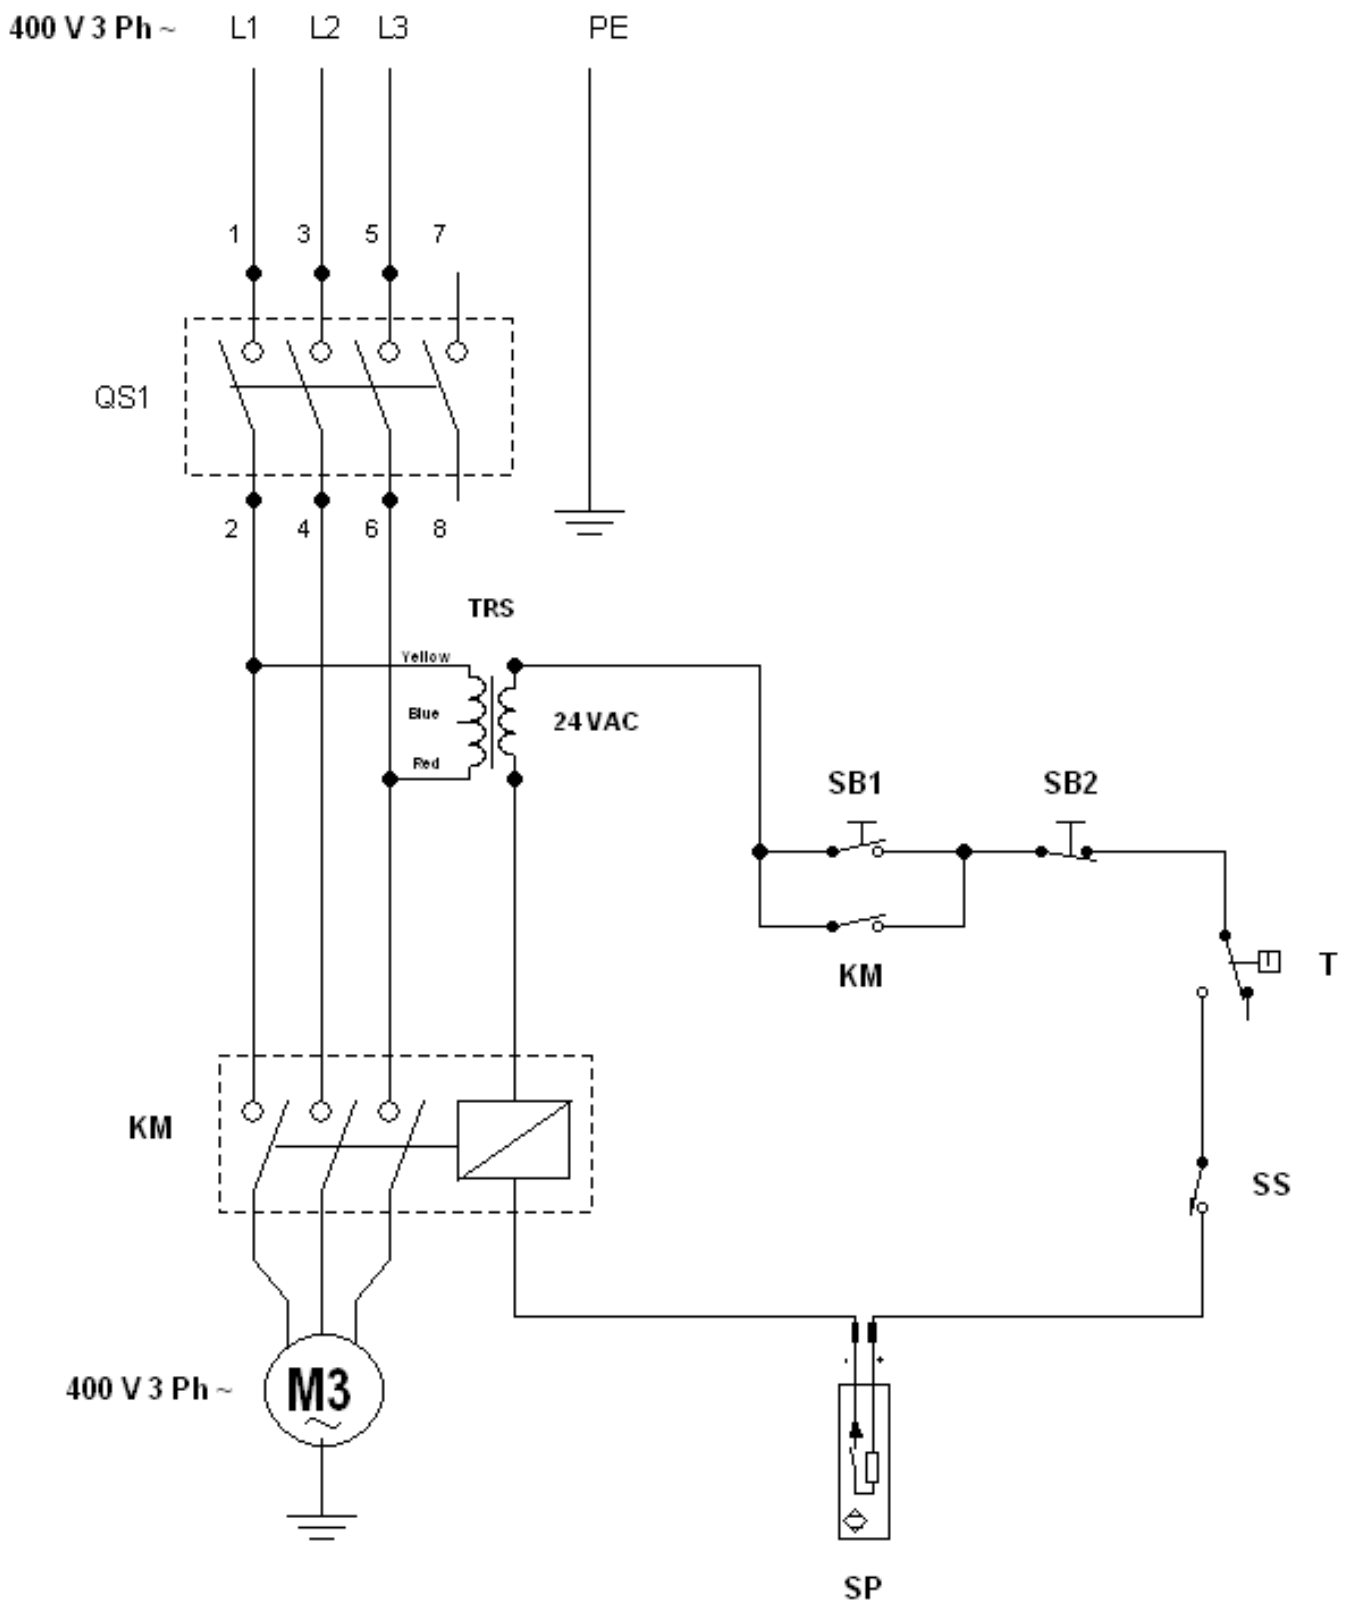 400 V 3 Ph ~ L1 L2 L3 PE
1 3 5 7
QS1
2 4 6 8
TRS
Yellow
Blue 24 VAC
Red
SB1 SB2
T
KM
KM
SS
400 V 3 Ph ~ M3
~
- +
SP